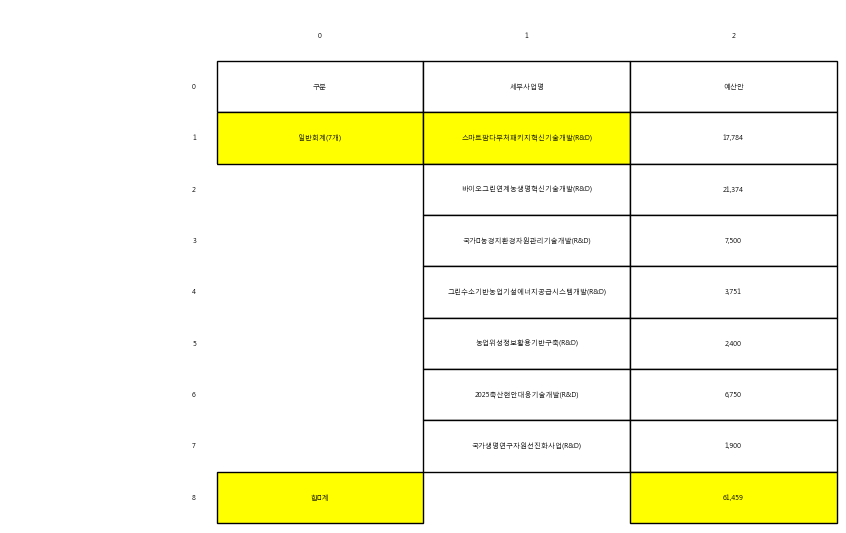 0 1 2
0 구분 세부사업명 예산안
1 일반회계(7개) 스마트팜다부처패키지혁신기술개발(R&D) 17,784
2 바이오그린연계농생명혁신기술개발(R&D) 21,374
3 국가□농경지환경자원관리기술개발(R&D) 7,500
4 그린수소기반농업기설에너지공급시스템개발(R&D) 3,751
5 농업위성정보활용기반구축(R&D) 2,400
6 2025축산현안대응기술개발(R&D) 6,750
7 국가생명연구자원선진화사업(R&D) 1,900
8 합□계 61,459